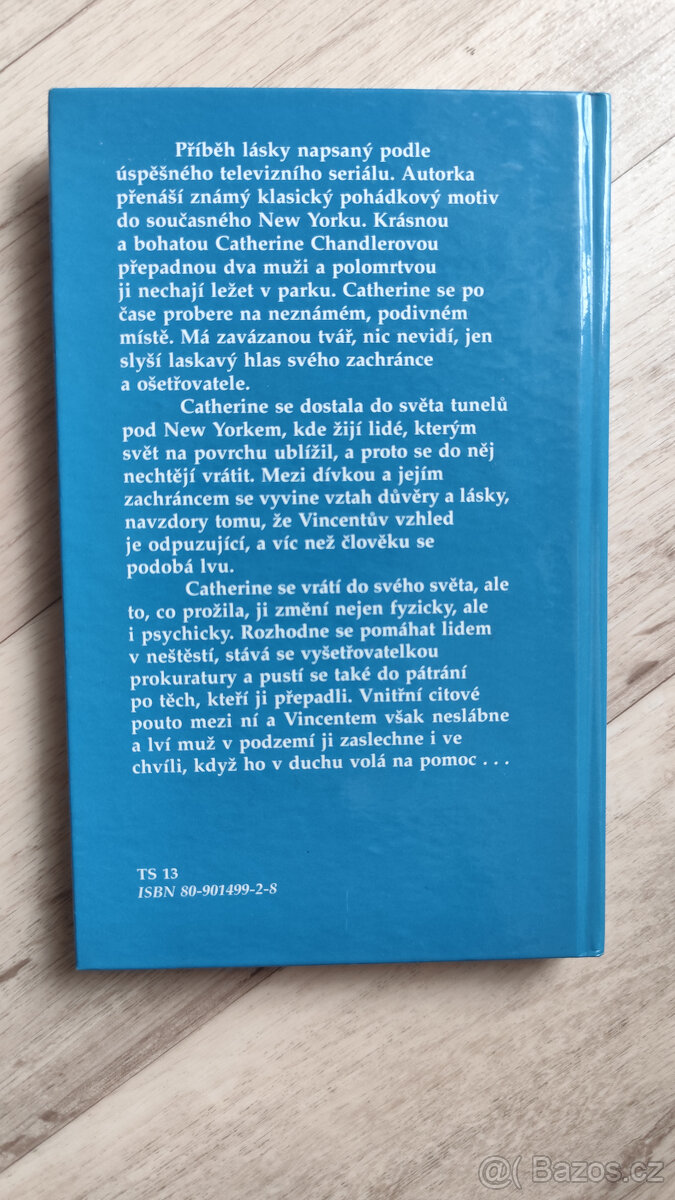 Příběh lásky napsaný podle
úspěšného televizního seriálu. Autorka
přenáší známý klasický pohádkový motiv
do současného New Yorku. Krásnou
a bohatou Catherine Chandlerovou
přepadnou dva muži a polomrtvou
ji nechají ležet v parku. Catherine se po
čase probere na neznámém, podivném
místě. Má zavázanou tvář, nic nevidí, jen
slyší laskavý hlas svého zachránce
a ošetřovatele.
Catherine se dostala do světa tunelů
pod New Yorkem, kde žijí lidé, kterým
svět na povrchu ublížil, a proto se do něj
nechtějí vrátit. Mezi dívkou a jejím
zachráncem se vyvine vztah důvěry a lásky,
navzdory tomu, že Vincentův vzhled
je odpuzující, a víc než člověku se
podobá lvu.
Catherine se vrátí do svého světa, ale
to, co prožila, ji změní nejen fyzicky, ale
i psychicky. Rozhodne se pomáhat lidem
v neštěstí, stává se vyšetřovatelkou
prokuratury a pustí se také do pátrání
po těch, kteří ji přepadli. Vnitřní citové
pouto mezi ní a Vincentem však neslábne
a lví muž v podzemí ji zaslechne i ve
chvíli, když ho v duchu volá na pomoc . . .
TS 13
ISBN 80-901499-2-8
@( Bazos.cz